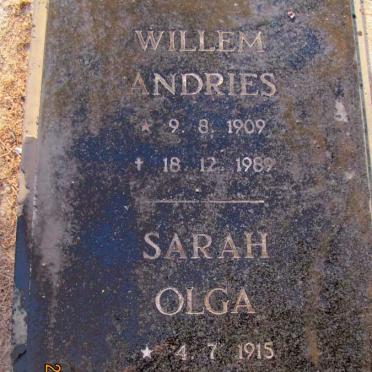 WILLEM
ANDRIES
★ 9. 8. 1909
✝ 18. 12. 1989
SARAH
OLGA
★ 4. 7. 1915